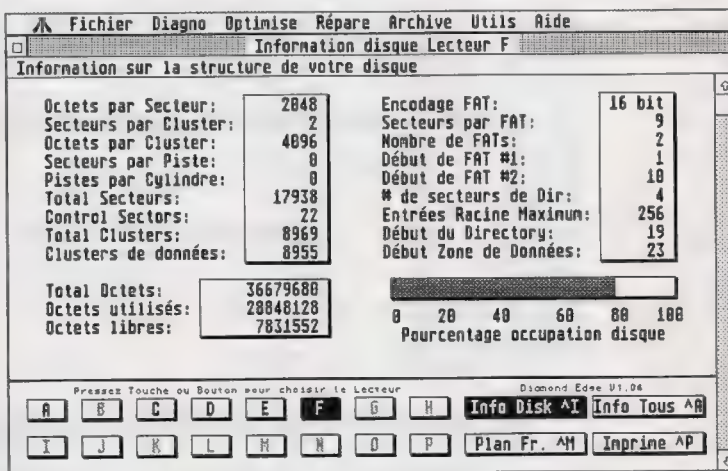 Fichier Diagno Optimise Répare Archive Utils Aide
Information disque Lecteur F
Information sur la structure de votre disque
Octets par Secteur: 2048
Secteurs par Cluster: 2
Octets par Cluster: 4096
Secteurs par Piste: 0
Pistes par Cylindre: 0
Total Secteurs: 17938
Control Sectors: 22
Total Clusters: 8969
Clusters de données: 8955
Total Octets: 36679680
Octets utilisés: 28848128
Octets libres: 7831552
Encodage FAT: 16 bit
Secteurs par FAT: 9
Nombre de FATs: 2
Début de FAT #1: 1
Début de FAT #2: 10
# de secteurs de Dir: 4
Entrées Racine Maximum: 256
Début du Directory: 19
Début Zone de Données: 23
0 20 40 60 80 100
Pourcentage occupation disque
Pressez Touche ou Bouton pour choisir le Lecteur
Diamond Edge V1.04
A B C D E F G H Info Disk ^I Info Tous ^A
I J K L M N O P Plan Fr. ^M Imprime ^P